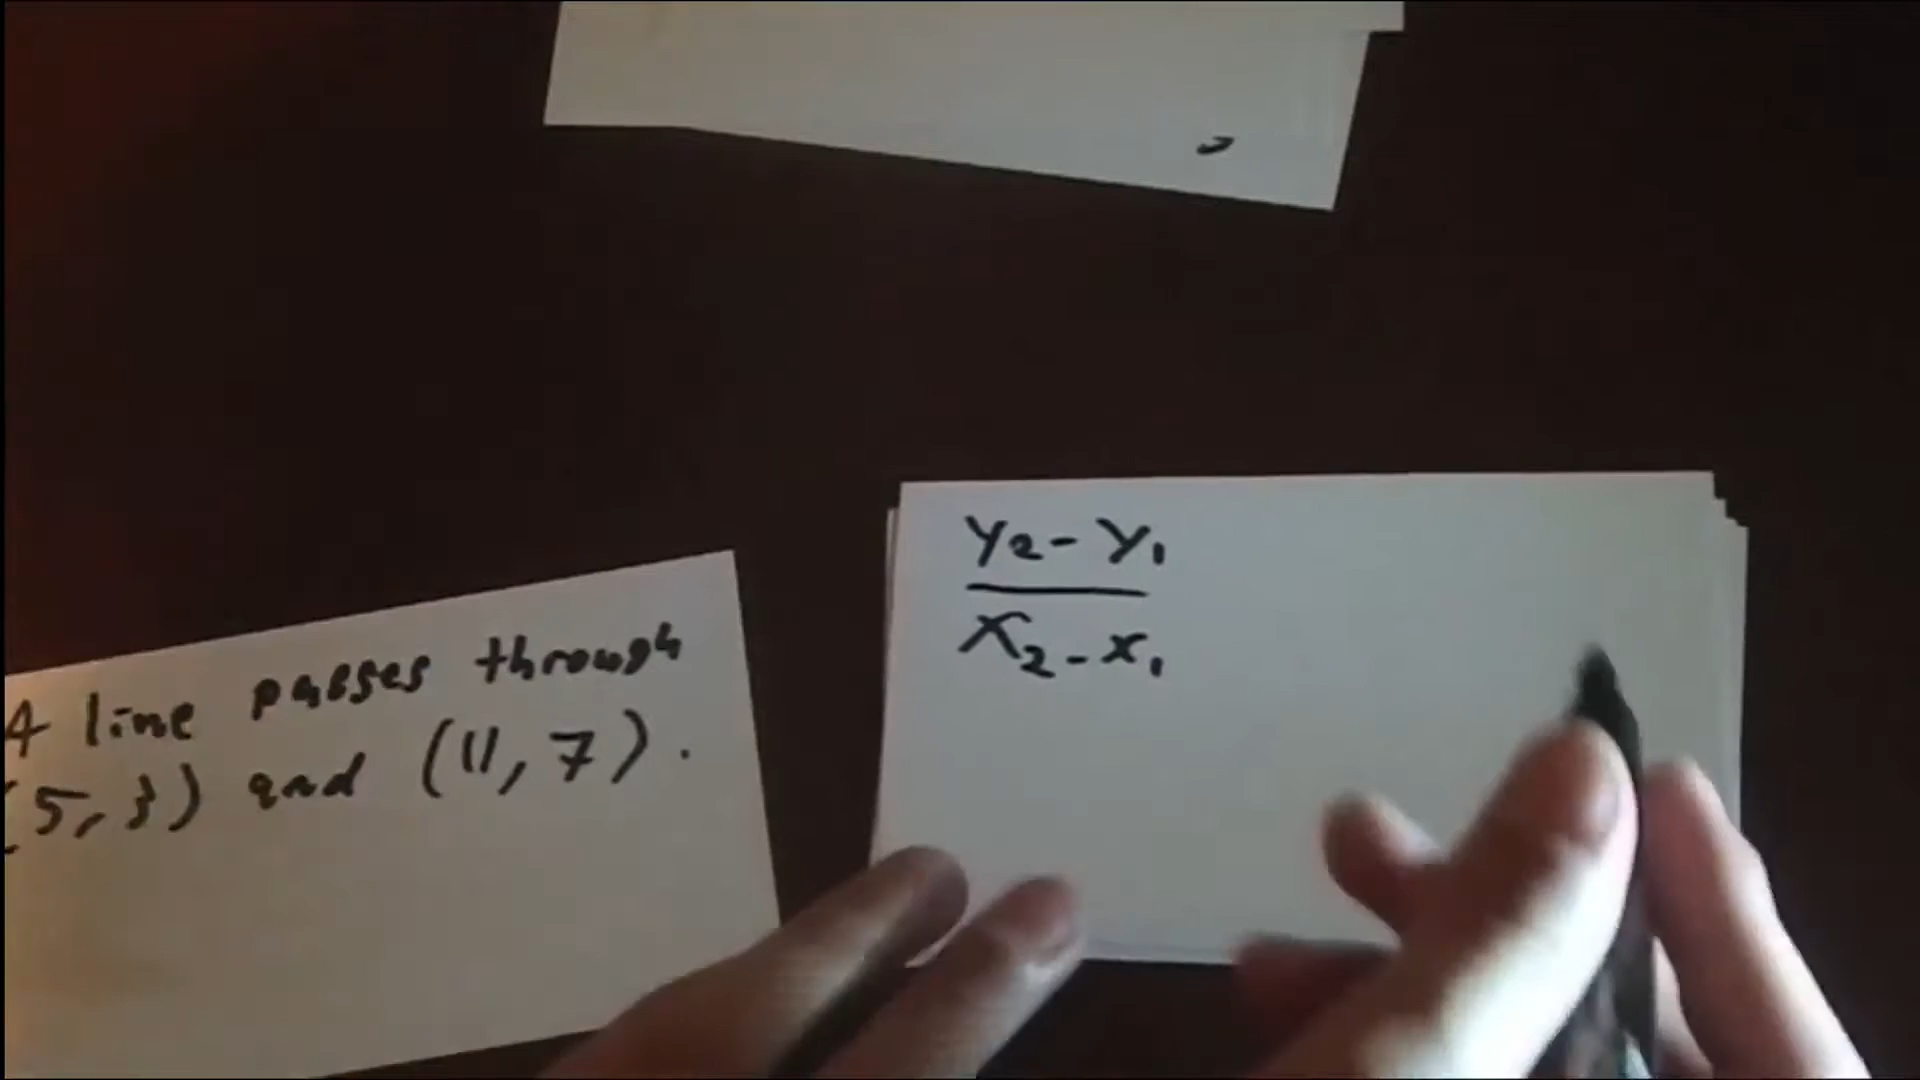 A line passes through
(5, 3) and (11, 7).
y₂ - y₁
x₂ - x₁